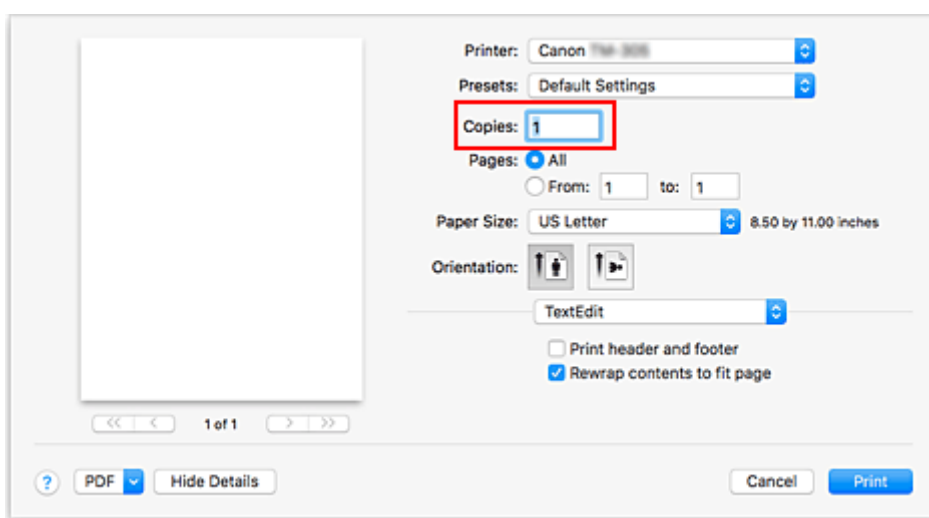 Printer: Canon
Presets: Default Settings
Copies: 1
Pages: All
From: 1 to: 1
Paper Size: US Letter 8.50 by 11.00 inches
Orientation:
TextEdit
Print header and footer
Rewrap contents to fit page
<< < 1 of 1 > >>
? PDF Hide Details Cancel Print